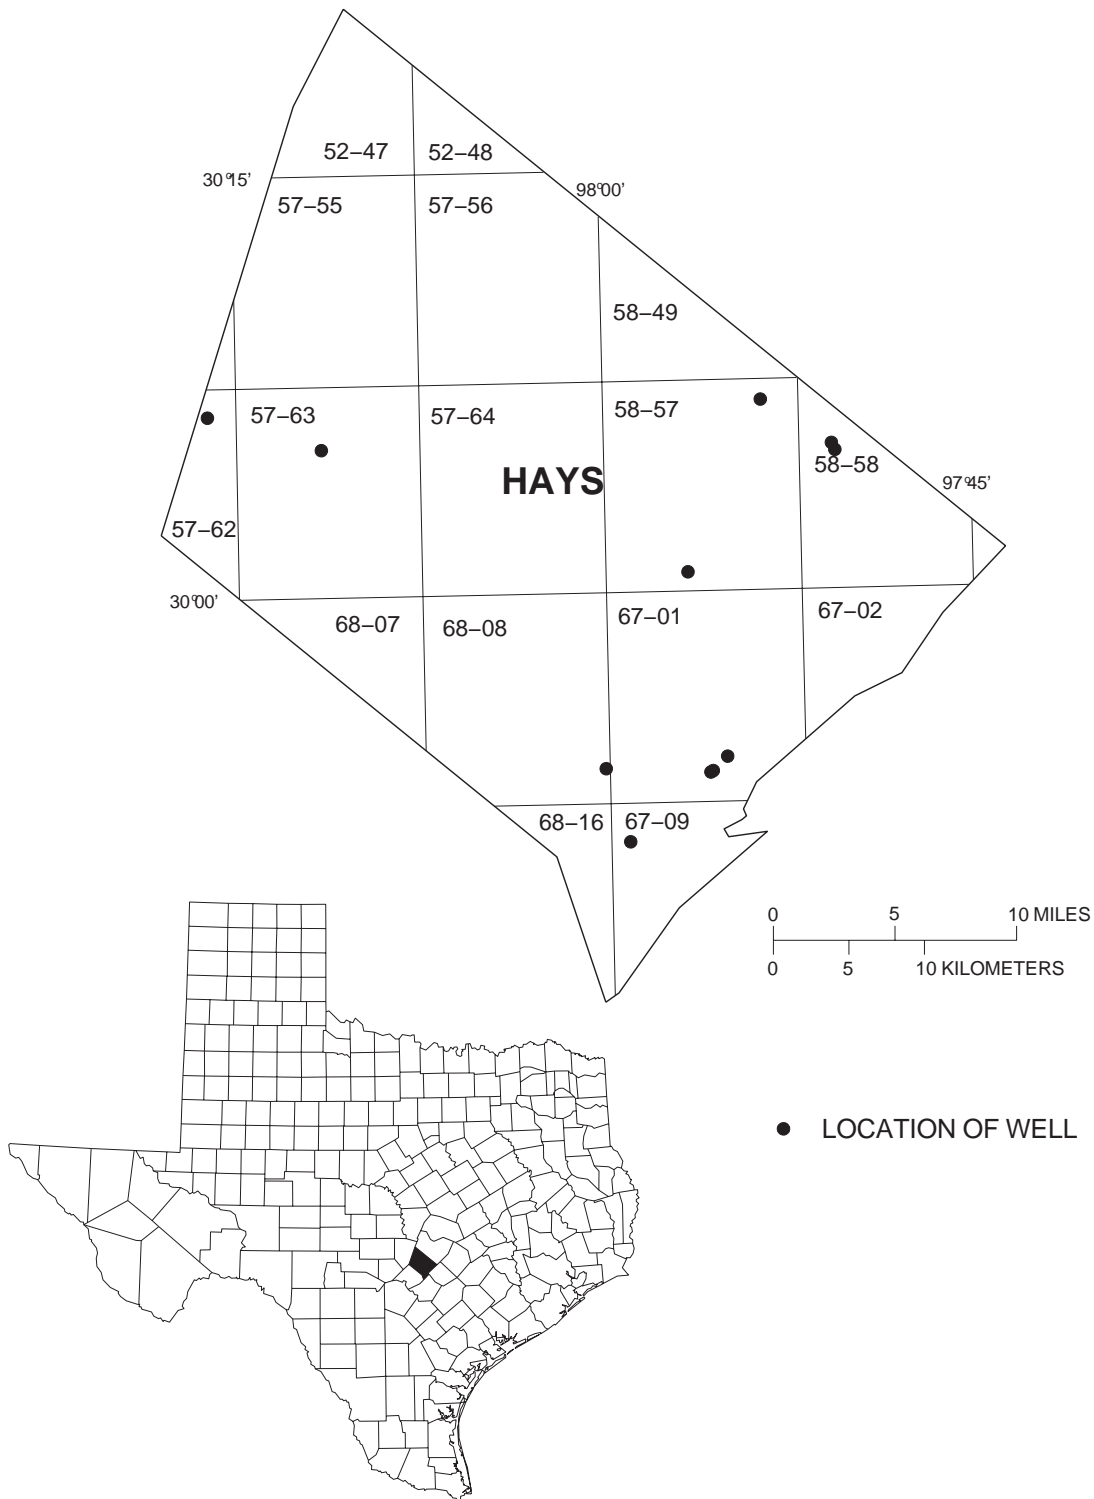 52–47 52–48
30°15'
98°00'
57–55 57–56
58–49
57–63 57–64 58–57
58–58
HAYS
97°45'
57–62
30°00'
67–01 67–02
68–07 68–08
68–16 67–09
0 5 10 MILES
0 5 10 KILOMETERS
LOCATION OF WELL